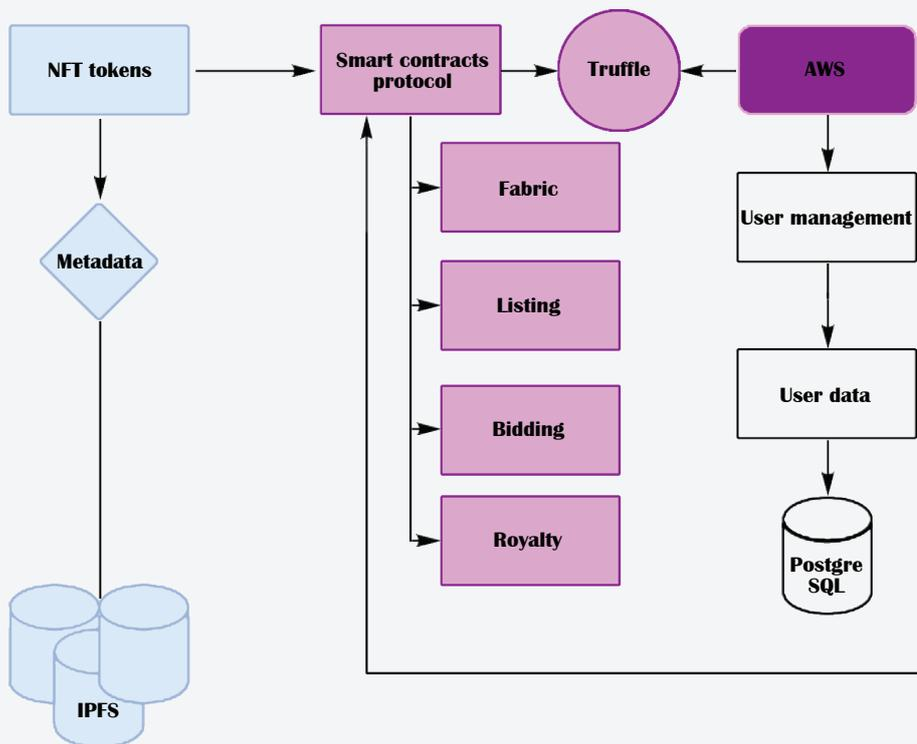 NFT tokens
Smart contracts
protocol
Truffle
AWS
Fabric
User management
Metadata
Listing
User data
Bidding
Royalty
Postgre
SQL
IPFS